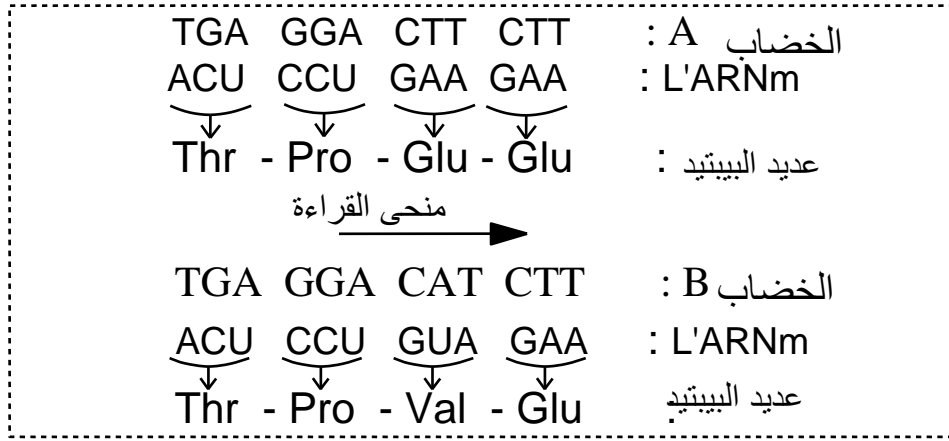 الخضاب A : TGA GGA CTT CTT
L'ARNm : ACU CCU GAA GAA
عديد البيبتيد : Thr - Pro - Glu - Glu
منحى القراءة
الخضاب B : TGA GGA CAT CTT
L'ARNm : ACU CCU GUA GAA
عديد البيبتيد : Thr - Pro - Val - Glu